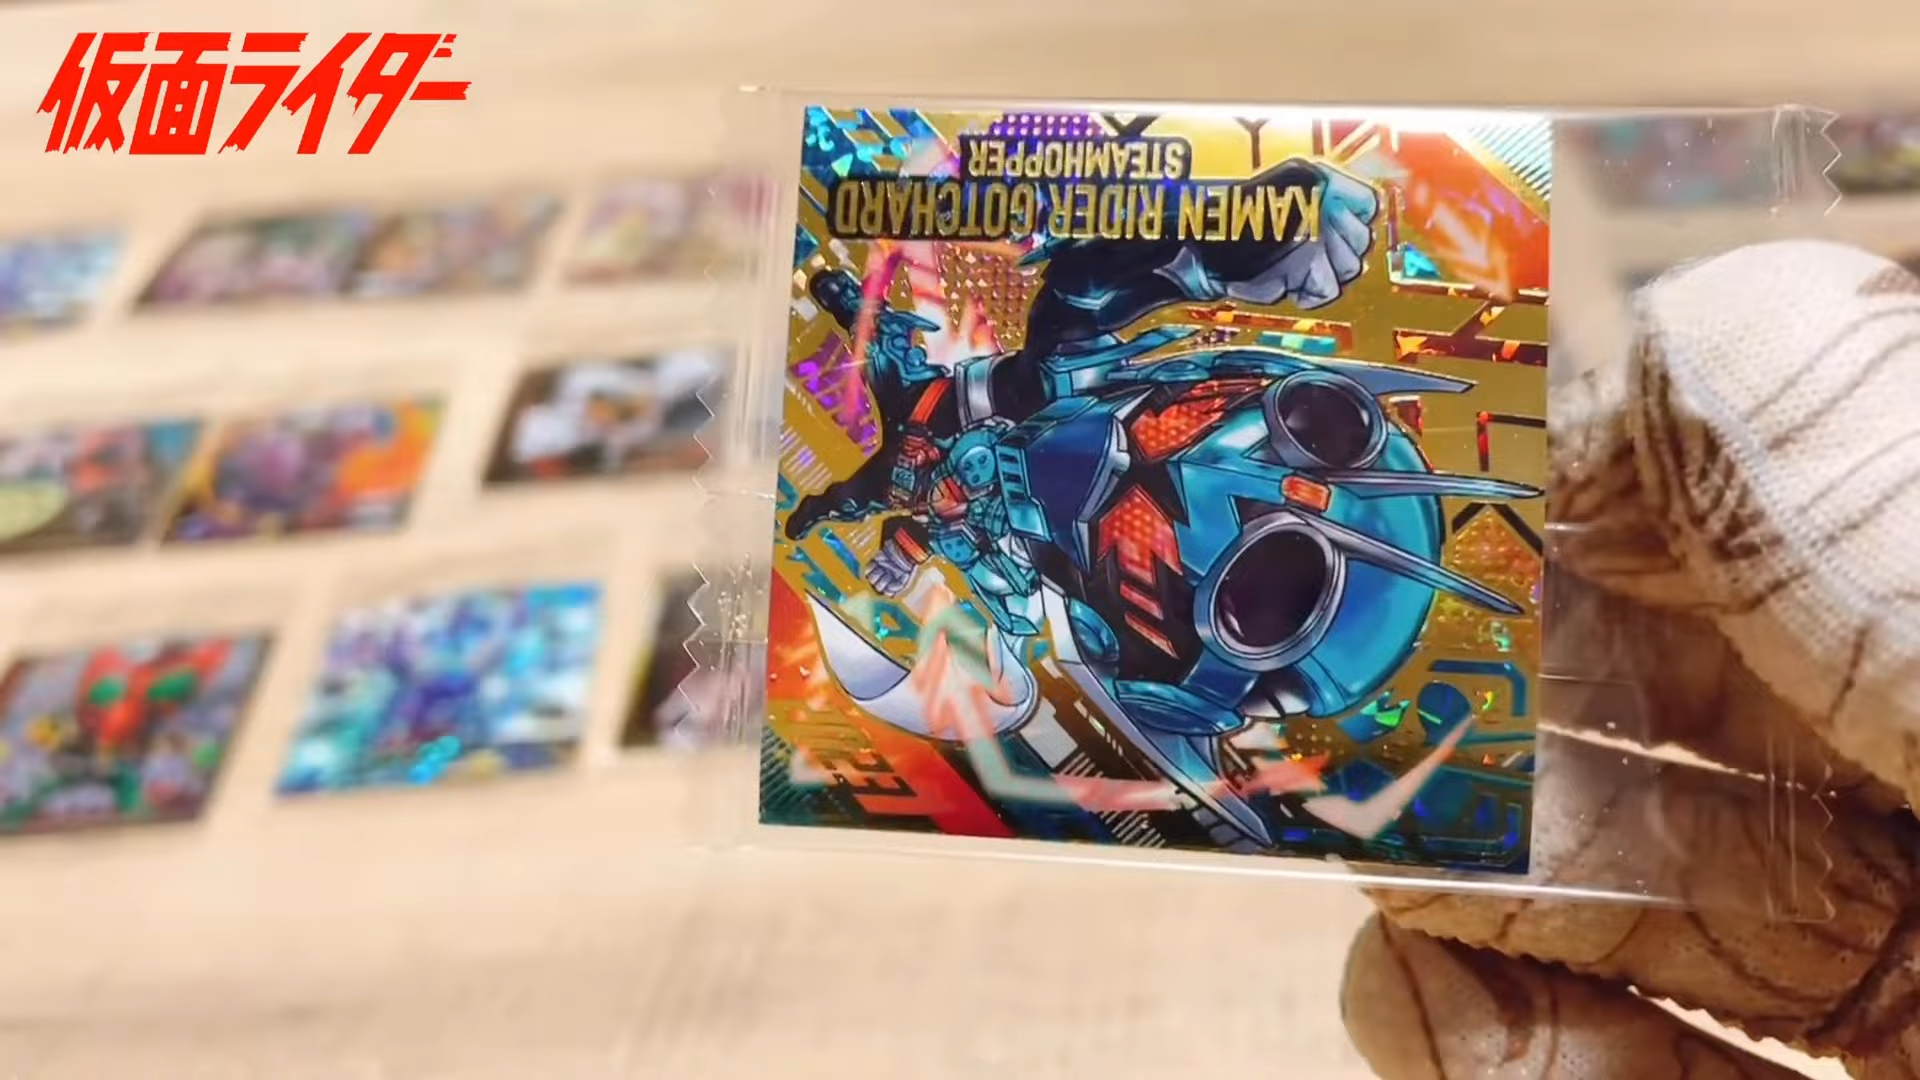 仮面ライダー
KAMEN RIDER GOTCHARD
STEAMHOPPER